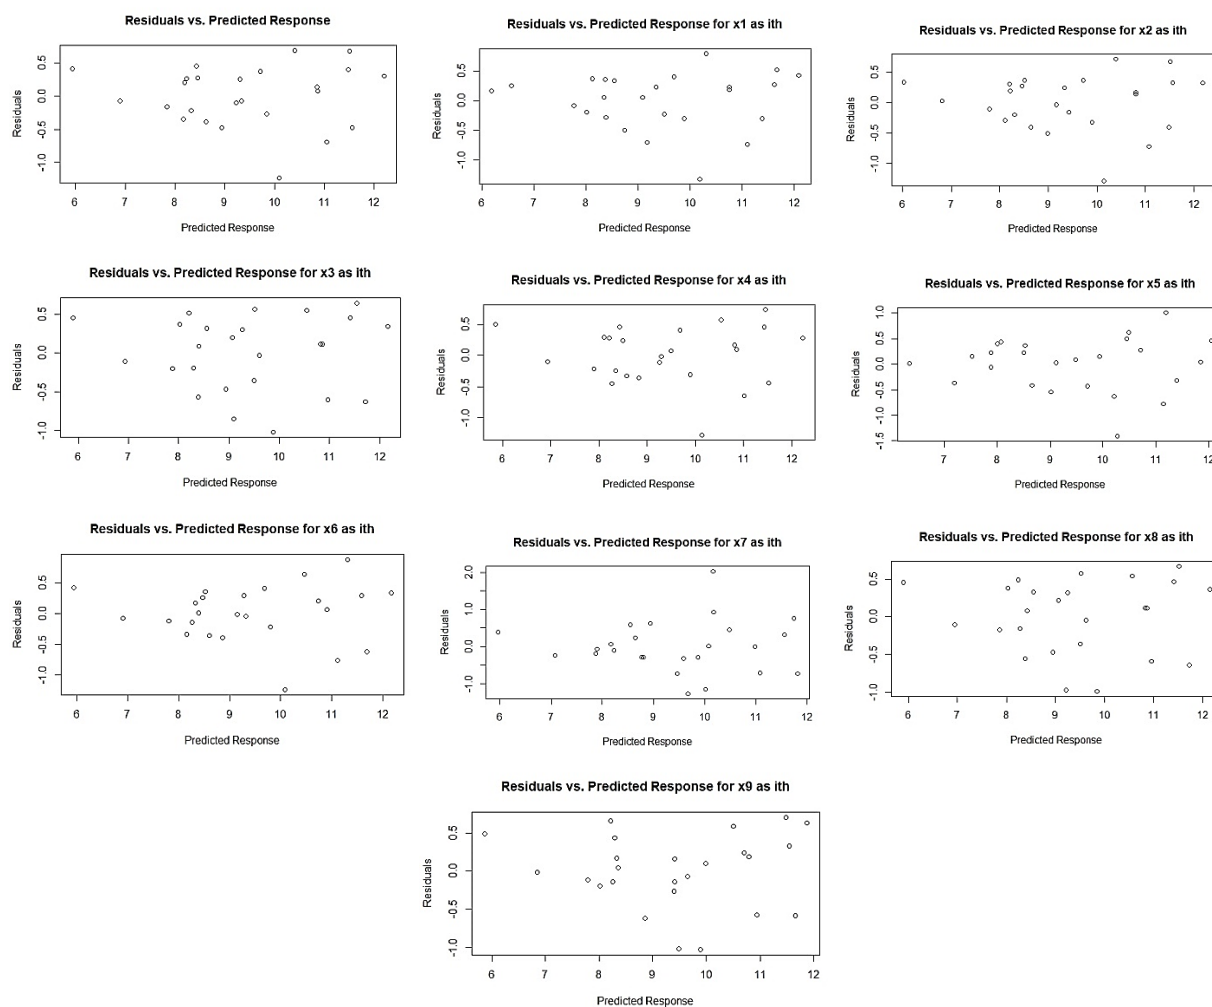 Residuals vs. Predicted Response
Residuals
0.5
0.0
-0.5
-1.0
6 7 8 9 10 11 12
Predicted Response
Residuals vs. Predicted Response for x1 as ith
Residuals
0.5
0.0
-0.5
-1.0
6 7 8 9 10 11 12
Predicted Response
Residuals vs. Predicted Response for x2 as ith
Residuals
0.5
0.0
-0.5
-1.0
6 7 8 9 10 11 12
Predicted Response
Residuals vs. Predicted Response for x3 as ith
Residuals
0.5
0.0
-0.5
-1.0
6 7 8 9 10 11 12
Predicted Response
Residuals vs. Predicted Response for x4 as ith
Residuals
0.5
0.0
-1.0
6 7 8 9 10 11 12
Predicted Response
Residuals vs. Predicted Response for x5 as ith
Residuals
1.0
0.5
0.0
-0.5
-1.5
7 8 9 10 11 12
Predicted Response
Residuals vs. Predicted Response for x6 as ith
Residuals
0.5
0.0
-1.0
6 7 8 9 10 11 12
Predicted Response
Residuals vs. Predicted Response for x7 as ith
Residuals
2.0
1.0
0.0
-1.0
6 7 8 9 10 11 12
Predicted Response
Residuals vs. Predicted Response for x8 as ith
Residuals
0.5
0.0
-0.5
-1.0
6 7 8 9 10 11 12
Predicted Response
Residuals vs. Predicted Response for x9 as ith
Residuals
0.5
0.0
-0.5
-1.0
6 7 8 9 10 11 12
Predicted Response